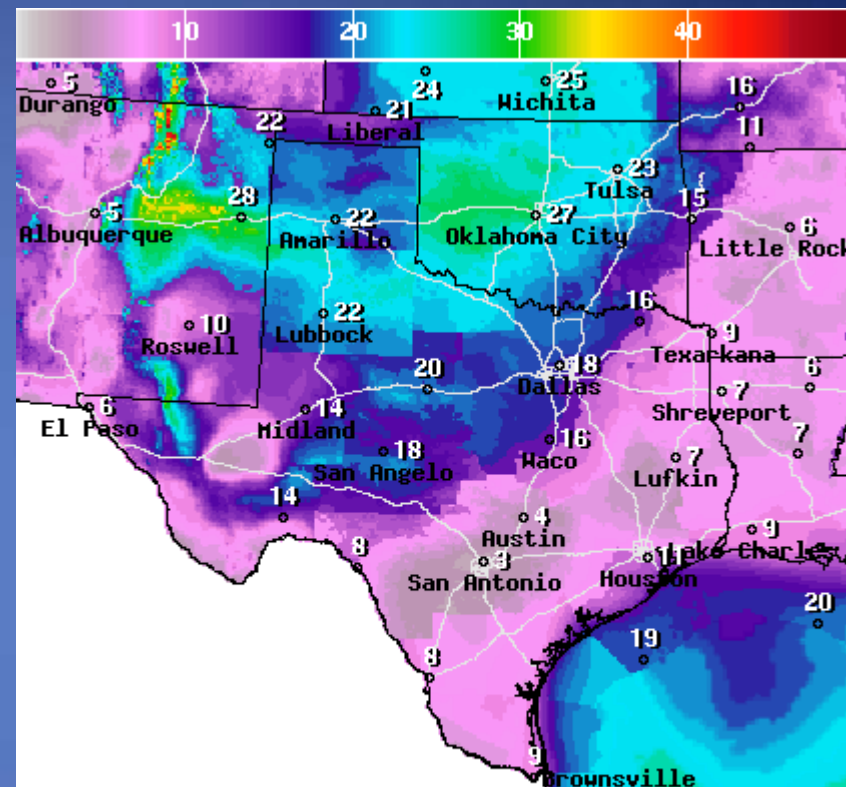 10 20 30 40
5
Durango
24
25
Wichita
16
21
Liberal
22
11
23
Tulsa
5
Albuquerque
28
22
Amarillo
27
Oklahoma City
15
6
Little Rock
10
Roswell
22
Lubbock
16
9
Texarkana
20
18
Dallas
6
El Paso
14
Midland
7
Shreveport
6
18
San Angelo
16
Waco
7
Lufkin
7
14
4
Austin
9
Lake Charles
8
3
San Antonio
11
Houston
20
19
8
9
Brownsville